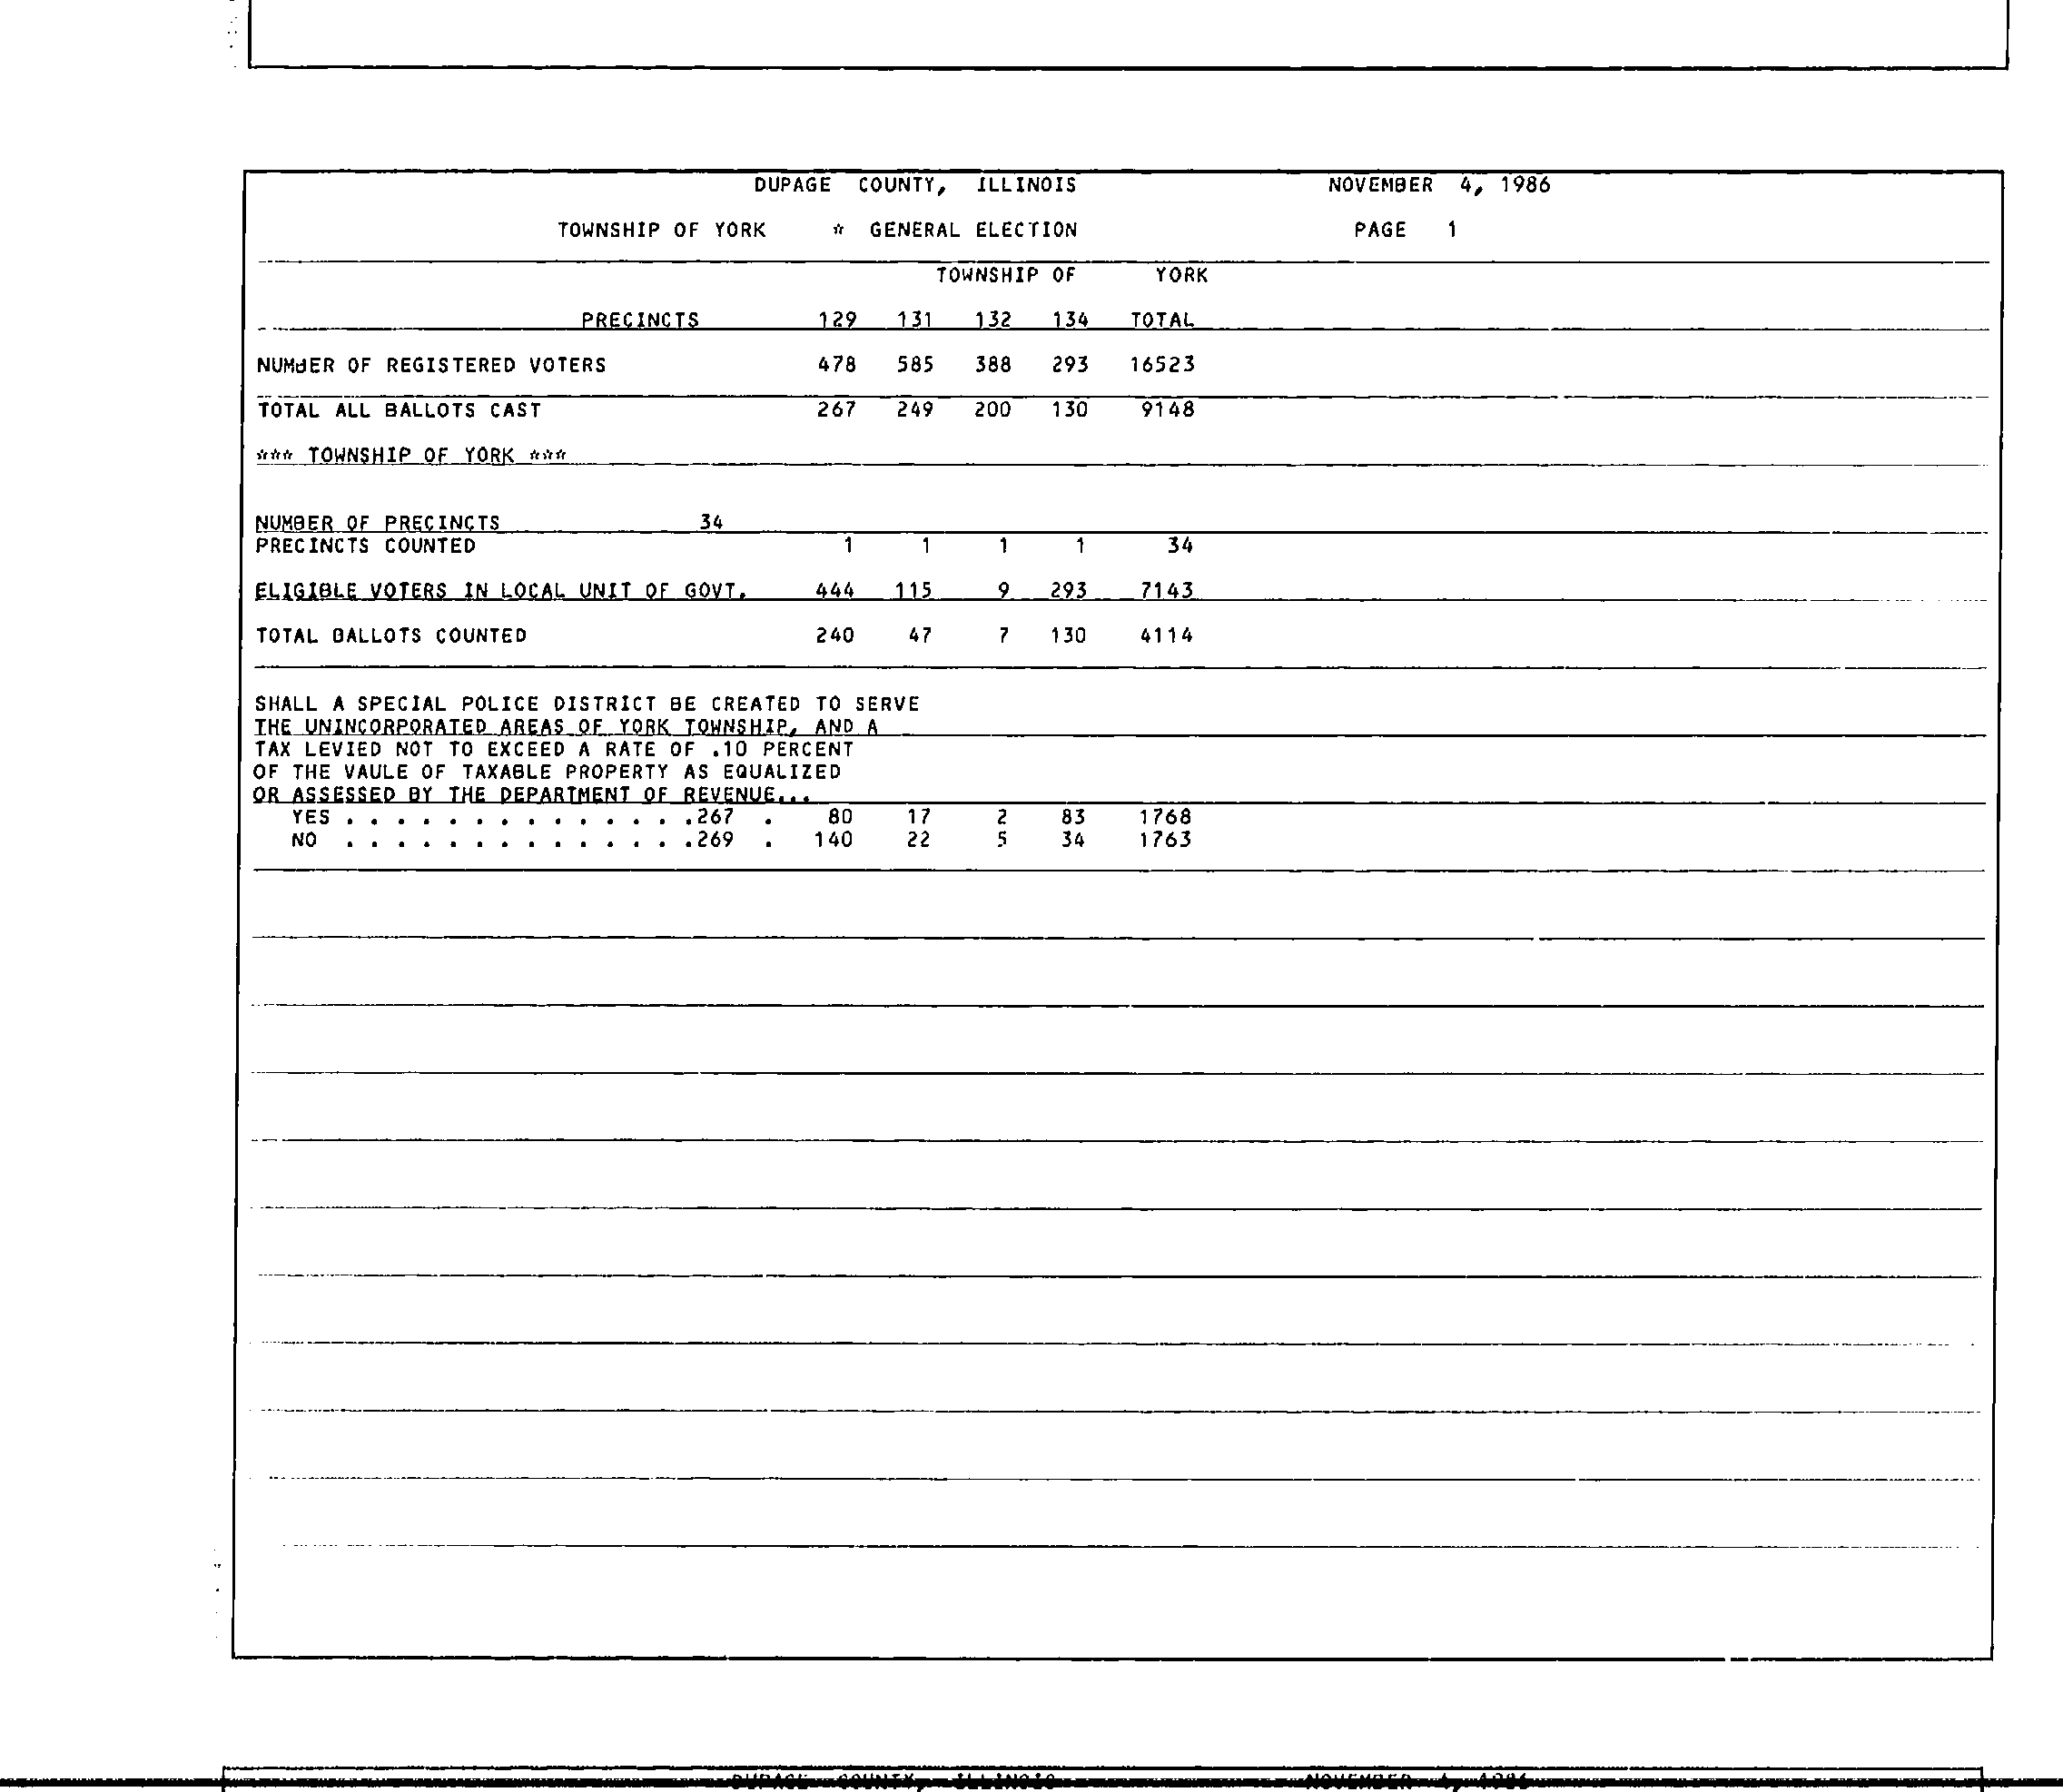 DUPAGE COUNTY, ILLINOIS NOVEMBER 4, 1986
TOWNSHIP OF YORK * GENERAL ELECTION PAGE 1
TOWNSHIP OF YORK
PRECINCTS 129 131 132 134 TOTAL
NUMBER OF REGISTERED VOTERS 478 585 388 293 16523
TOTAL ALL BALLOTS CAST 267 249 200 130 9148
*** TOWNSHIP OF YORK ***
NUMBER OF PRECINCTS 34
PRECINCTS COUNTED 1 1 1 1 34
ELIGIBLE VOTERS IN LOCAL UNIT OF GOVT. 444 115 9 293 7143
TOTAL BALLOTS COUNTED 240 47 7 130 4114
SHALL A SPECIAL POLICE DISTRICT BE CREATED TO SERVE
THE UNINCORPORATED AREAS OF YORK TOWNSHIP, AND A
TAX LEVIED NOT TO EXCEED A RATE OF .10 PERCENT
OF THE VAULE OF TAXABLE PROPERTY AS EQUALIZED
OR ASSESSED BY THE DEPARTMENT OF REVENUE...
YES . . . . . . . . . . . . . .267 . 80 17 2 83 1768
NO . . . . . . . . . . . . . .269 . 140 22 5 34 1763
DUPAGE COUNTY, ILLINOIS NOVEMBER 4, 1986